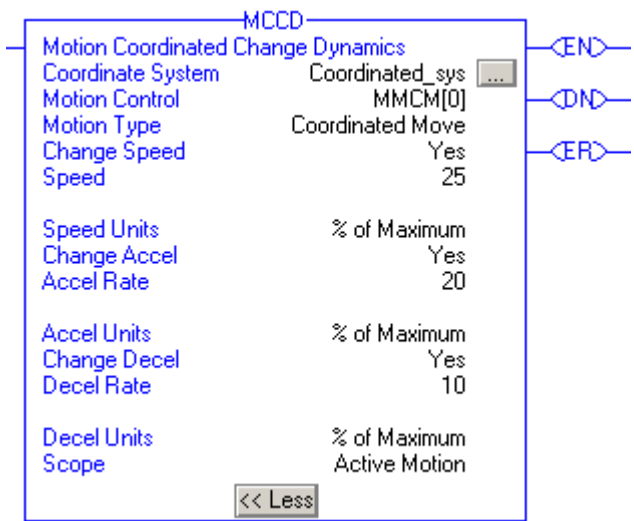 MCCD
Motion Coordinated Change Dynamics
EN
Coordinate System Coordinated_sys ...
Motion Control MMCM[0]
DN
Motion Type Coordinated Move
Change Speed Yes
ER
Speed 25
Speed Units % of Maximum
Change Accel Yes
Accel Rate 20
Accel Units % of Maximum
Change Decel Yes
Decel Rate 10
Decel Units % of Maximum
Scope Active Motion
<< Less